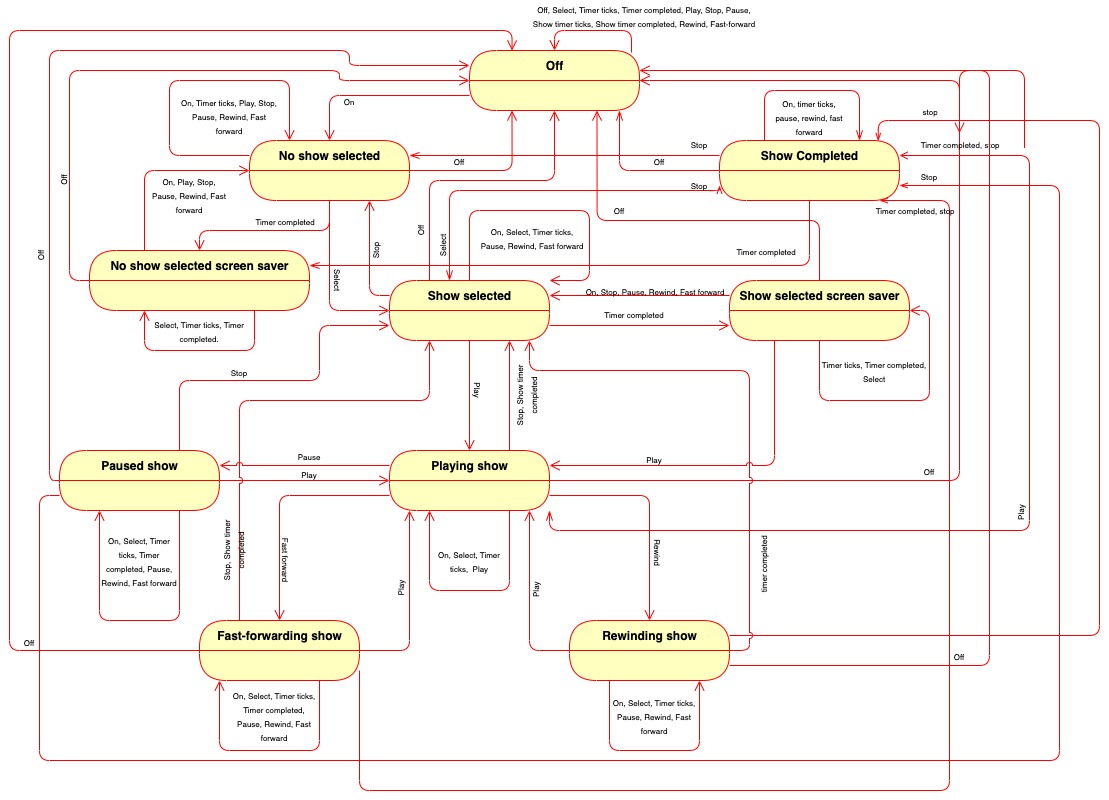 Off, Select, Timer ticks, Timer completed, Play, Stop, Pause,
Show timer ticks, Show timer completed, Rewind, Fast-forward
Off
On
On, Timer ticks, Play, Stop,
Pause, Rewind, Fast
forward
On, timer ticks,
pause, rewind, fast
forward
stop
No show selected
Off
Stop
Off
Show Completed
Timer completed, stop
Stop
Off
On, Play, Stop,
Pause, Rewind, Fast
forward
Stop
Timer completed, stop
Timer completed
Off
Off
Select
On, Select, Timer ticks,
Pause, Rewind, Fast forward
Off
Stop
Timer completed
No show selected screen saver
Select
Show selected
On, Stop, Pause, Rewind, Fast forward
Show selected screen saver
Select, Timer ticks, Timer
completed.
Timer completed
Timer ticks, Timer completed,
Select
Stop
Play
Stop, Show timer
completed
Paused show
Pause
Play
Playing show
Play
Off
Play
On, Select, Timer
ticks, Timer
completed, Pause,
Rewind, Fast forward
Stop, Show timer
completed
Fast forward
On, Select, Timer
ticks,  Play
Rewind
timer completed
Play
Play
Off
Fast-forwarding show
Rewinding show
Off
On, Select, Timer ticks,
Timer completed,
Pause, Rewind, Fast
forward
On, Select, Timer ticks,
Pause, Rewind, Fast
forward